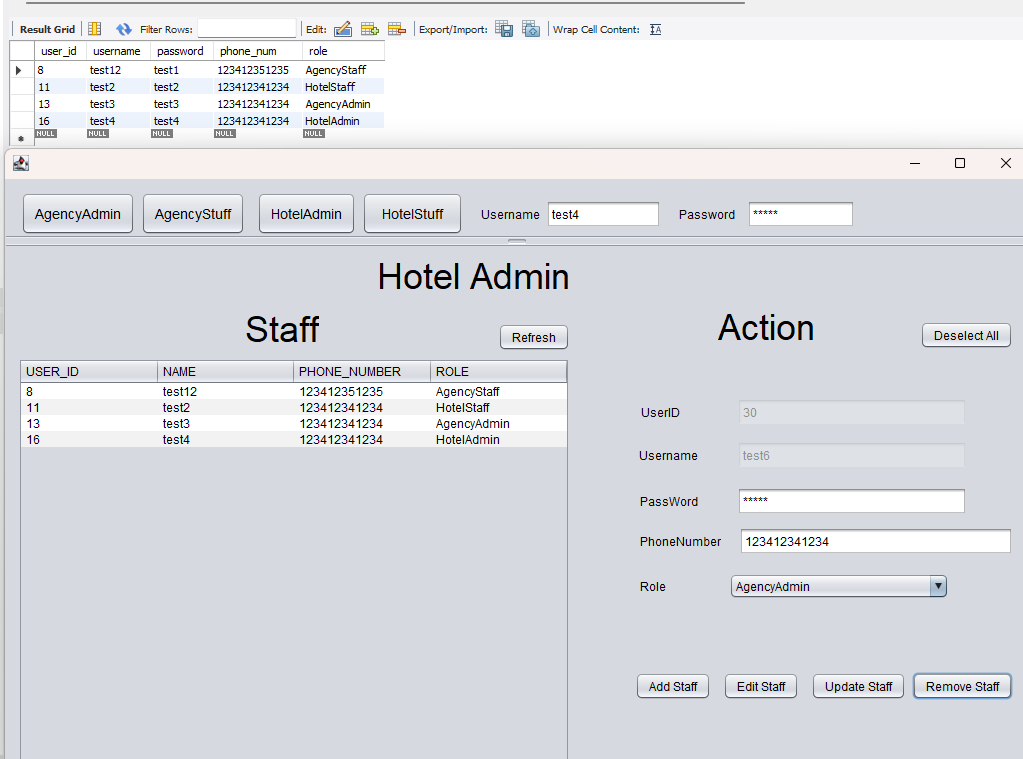 Result Grid Filter Rows: Edit: Export/Import: Wrap Cell Content:
user_id username password phone_num role
8 test12 test1 123412351235 AgencyStaff
11 test2 test2 123412341234 HotelStaff
13 test3 test3 123412341234 AgencyAdmin
16 test4 test4 123412341234 HotelAdmin
NULL NULL NULL NULL NULL
AgencyAdmin AgencyStuff HotelAdmin HotelStuff Username test4 Password *****
Hotel Admin
Staff Refresh
Action Deselect All
USER_ID NAME PHONE_NUMBER ROLE
8 test12 123412351235 AgencyStaff
11 test2 123412341234 HotelStaff
13 test3 123412341234 AgencyAdmin
16 test4 123412341234 HotelAdmin
UserID 30
Username test6
PassWord *****
PhoneNumber 123412341234
Role AgencyAdmin
Add Staff Edit Staff Update Staff Remove Staff